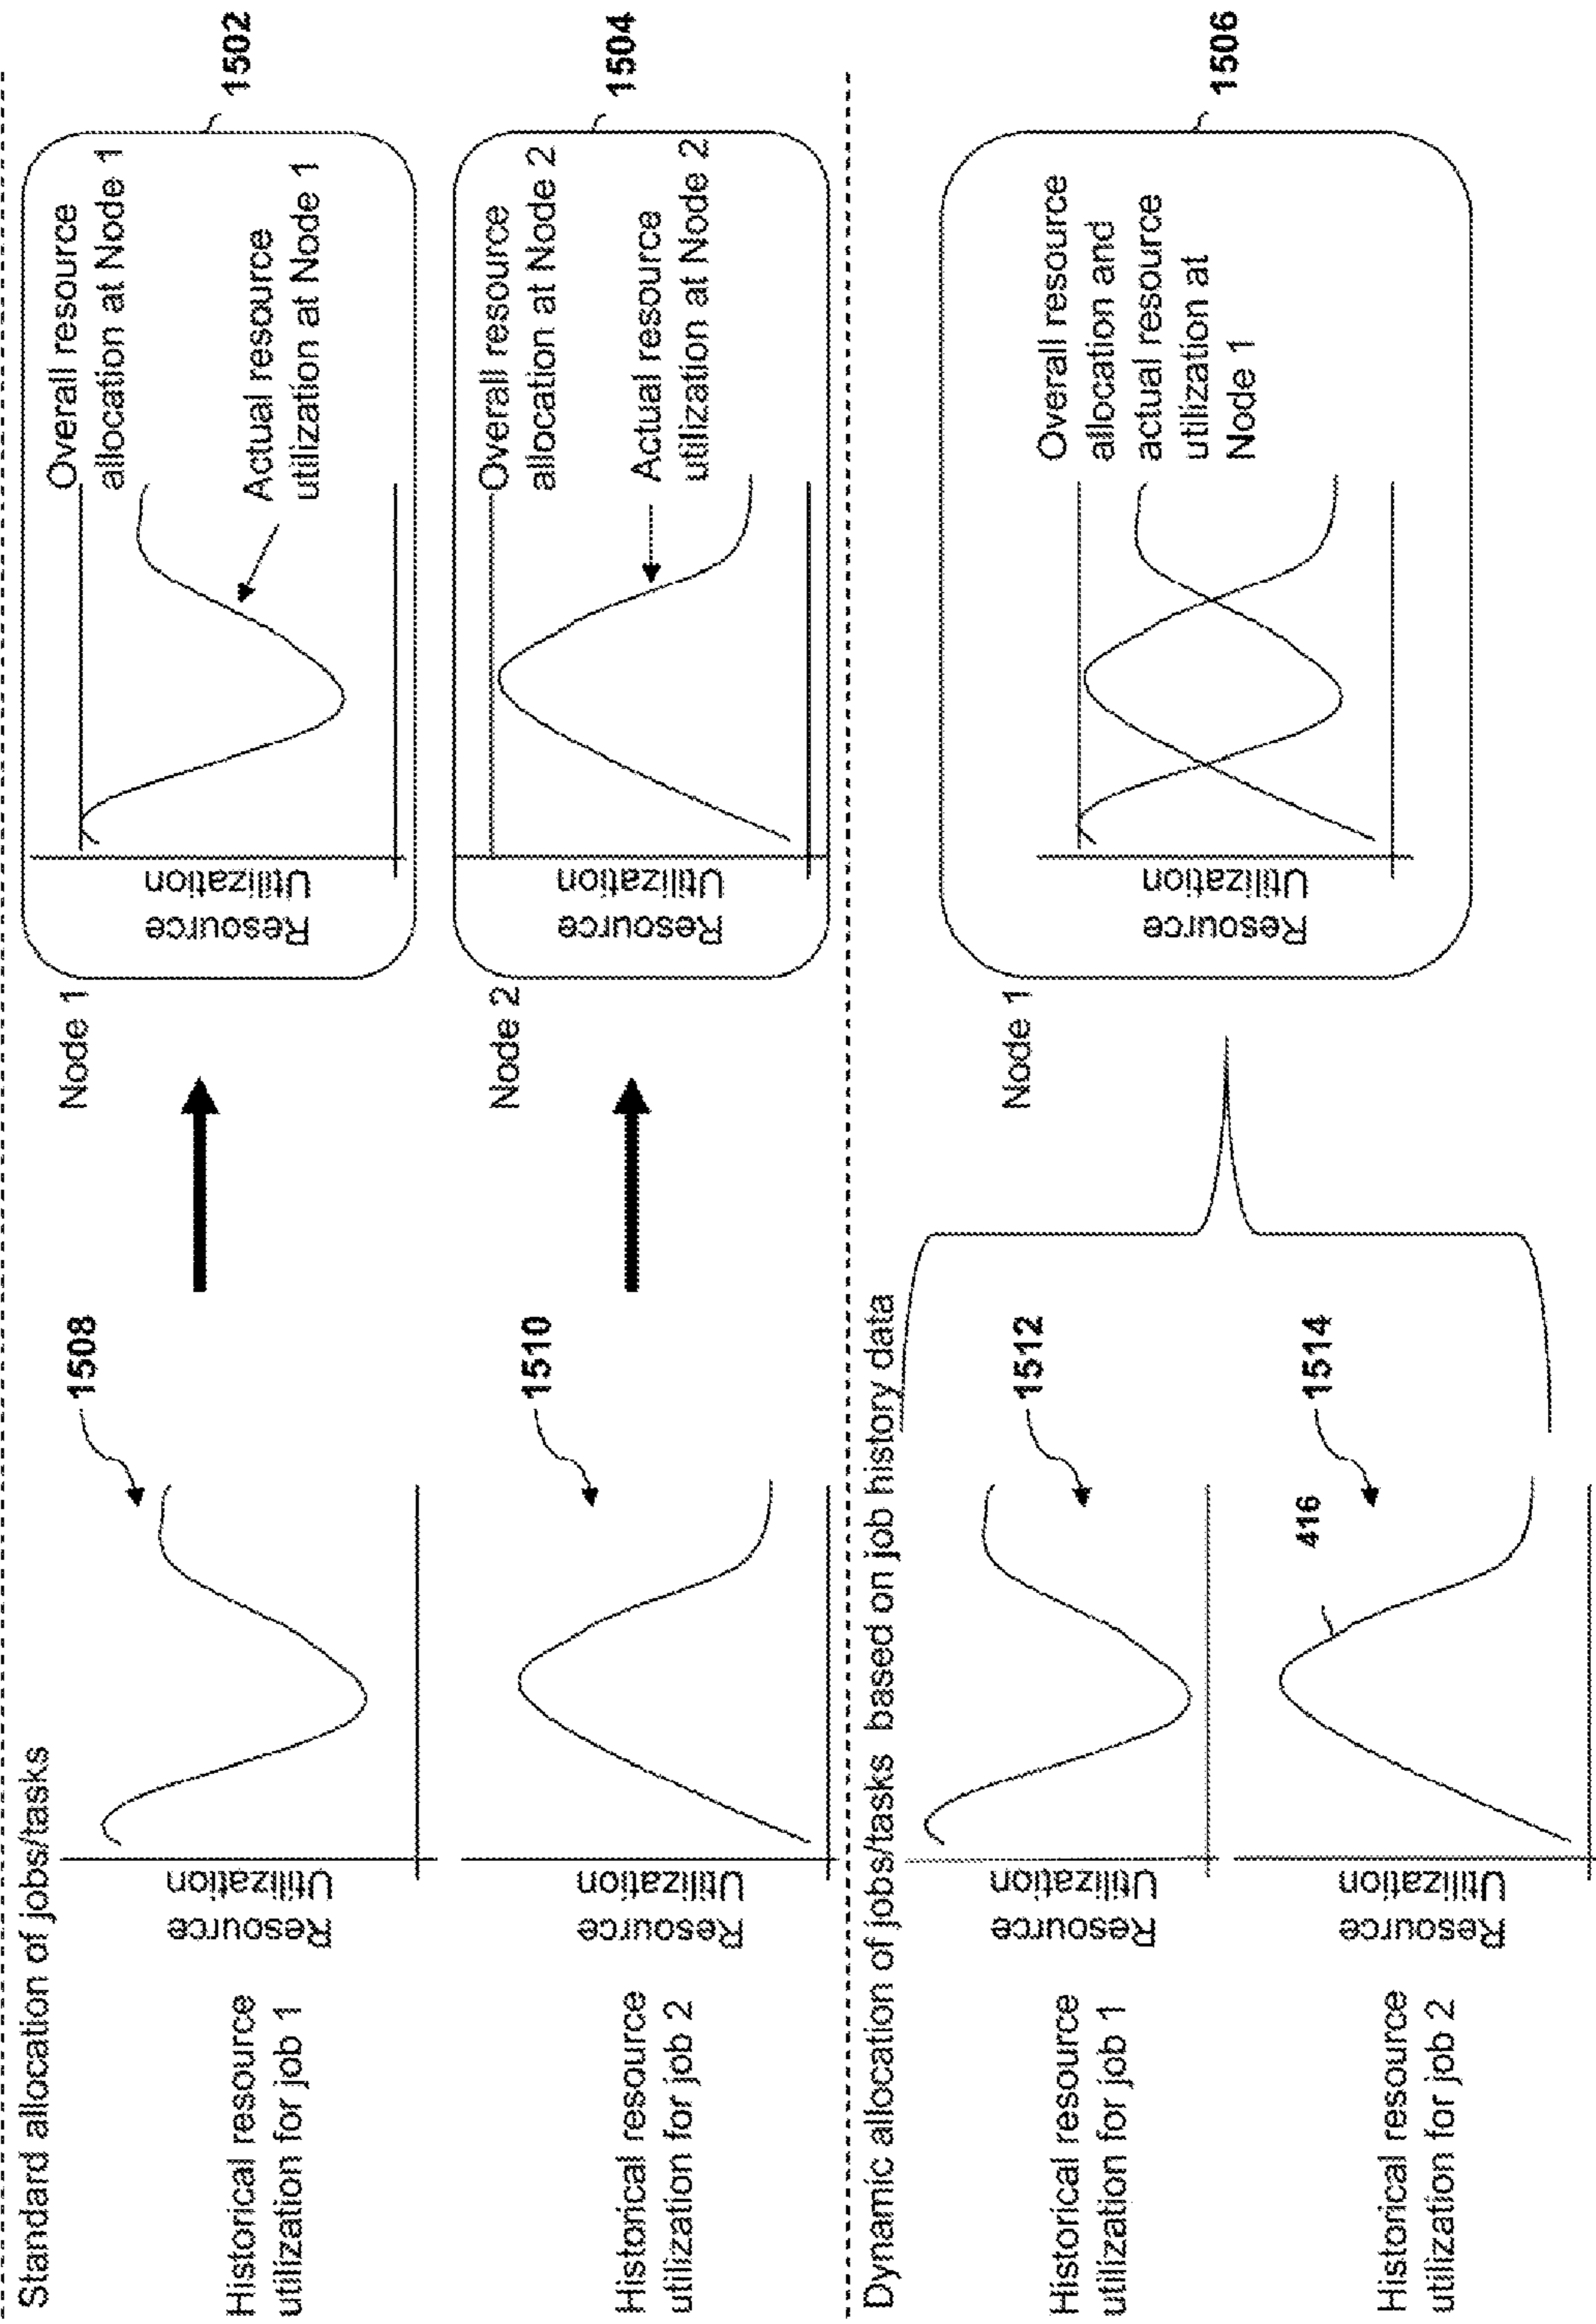 Standard allocation of jobs/tasks
Historical resource
utilization for job 1
Resource
Utilization
1508
Node 1
Resource
Utilization
Overall resource
allocation at Node 1
Actual resource
utilization at Node 1
1502
Historical resource
utilization for job 2
Resource
Utilization
1510
Node 2
Resource
Utilization
Overall resource
allocation at Node 2
Actual resource
utilization at Node 2
1504
Dynamic allocation of jobs/tasks based on job history data
Historical resource
utilization for job 1
Resource
Utilization
1512
Historical resource
utilization for job 2
Resource
Utilization
416
1514
Node 1
Resource
Utilization
Overall resource
allocation and
actual resource
utilization at
Node 1
1506